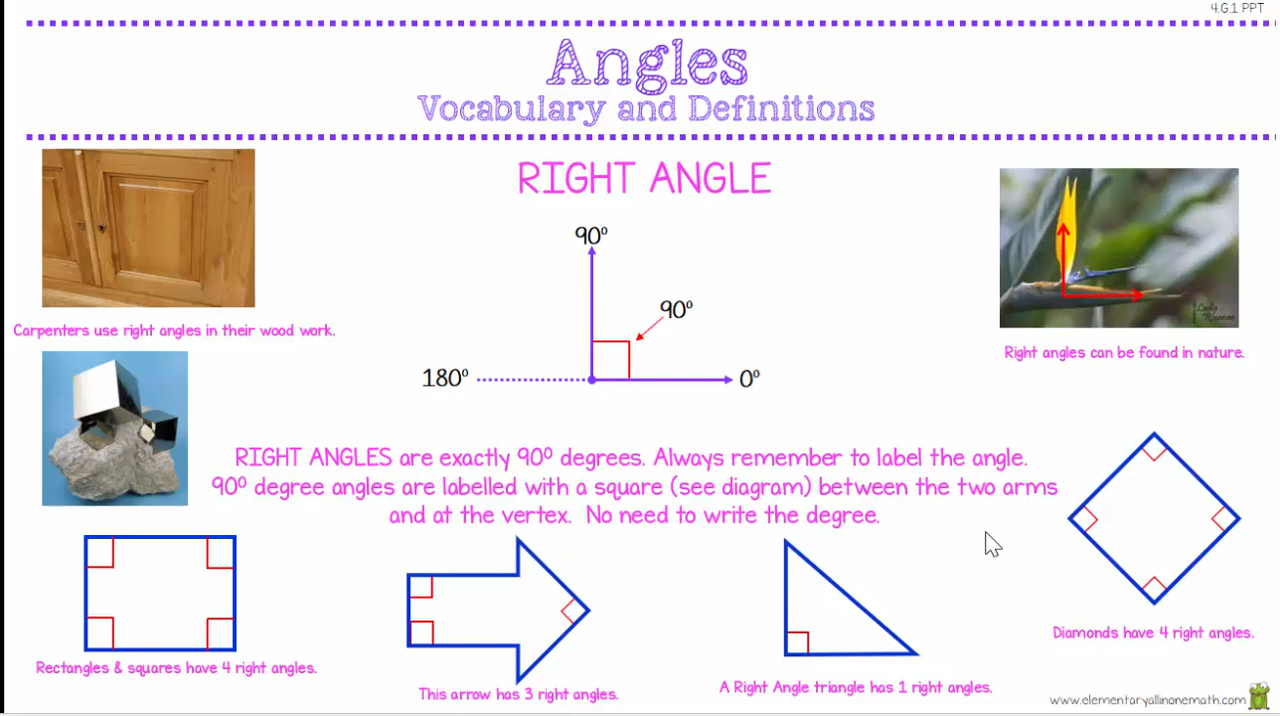 4.G.1 PPT
Angles
Vocabulary and Definitions
RIGHT ANGLE
90º
90º
180º
0º
Carpenters use right angles in their wood work.
Right angles can be found in nature.
RIGHT ANGLES are exactly 90º degrees. Always remember to label the angle.
90º degree angles are labelled with a square (see diagram) between the two arms
and at the vertex. No need to write the degree.
Rectangles & squares have 4 right angles.
This arrow has 3 right angles.
A Right Angle triangle has 1 right angles.
Diamonds have 4 right angles.
www.elementaryallinonemath.com